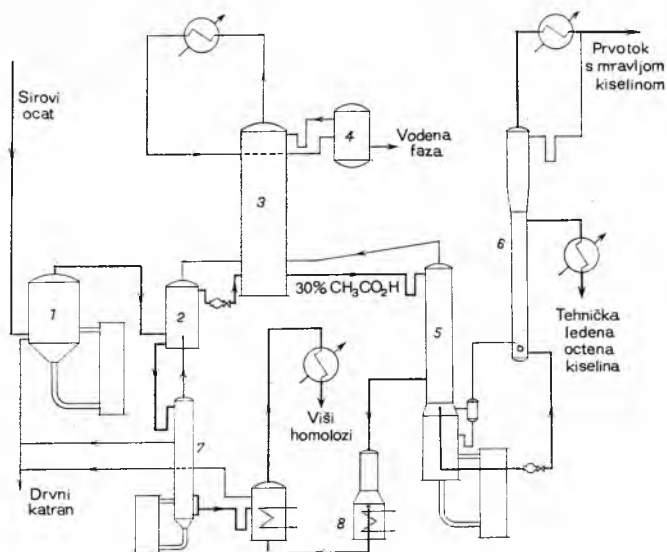 Sirovi
ocat
Prvotok
s mravljom
kiselinom
4
Vodena
faza
3
6
30% CH₃CO₂H
1
2
5
Tehnička
ledena
octena
kiselina
Viši
homolozi
7
Drvni
katran
8